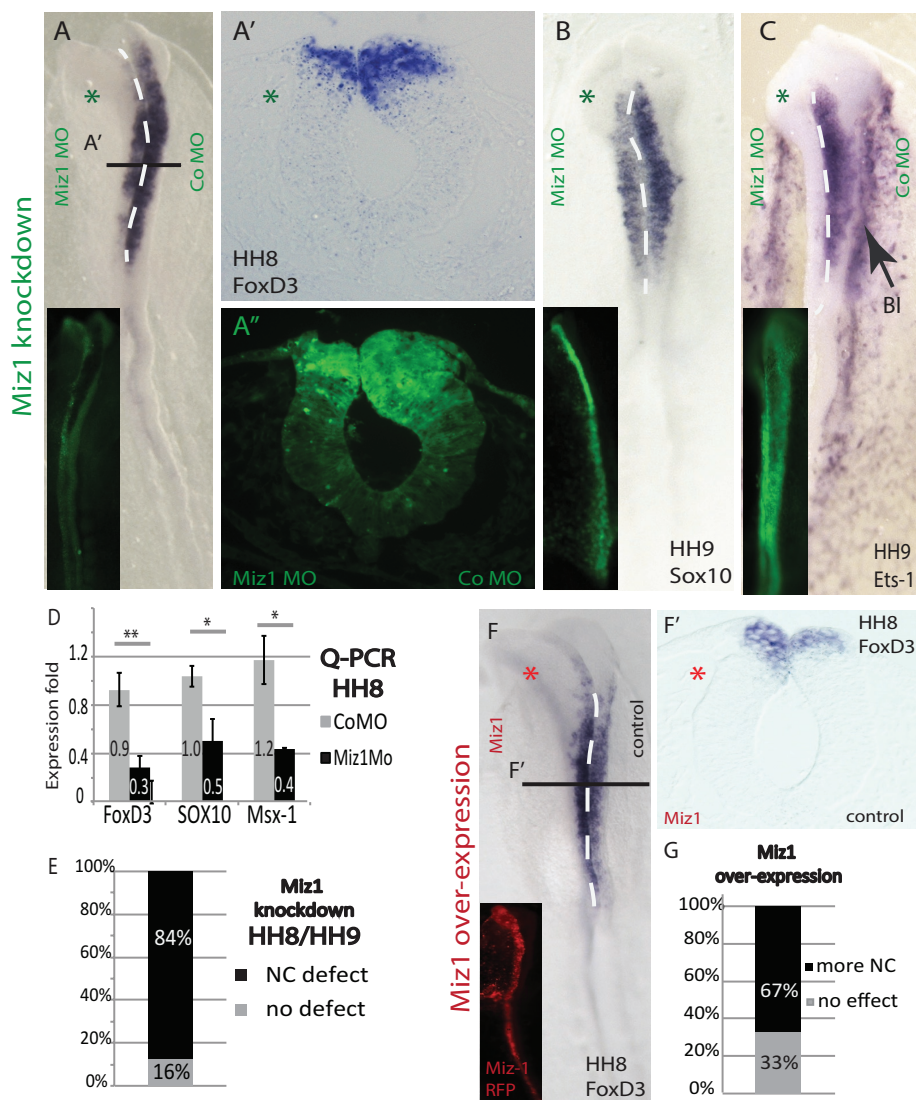 Miz1 knockdown
A
*
A'
Miz1 MO
Co MO
A'
*
HH8
FoxD3
A"
Miz1 MO
Co MO
B
*
Miz1 MO
HH9
Sox10
C
*
Miz1 MO
Co MO
BI
HH9
Ets-1
D
Expression fold
1.2
0.8
0.4
0
**
*
*
0.9
0.3
1.0
0.5
1.2
0.4
FoxD3
SOX10
Msx-1
Q-PCR
HH8
CoMO
Miz1Mo
E
100%
80%
60%
40%
20%
0%
84%
16%
Miz1
knockdown
HH8/HH9
NC defect
no defect
Miz1 over-expression
F
*
Miz1
control
F'
Miz-1
RFP
HH8
FoxD3
F'
HH8
FoxD3
*
Miz1
control
G
Miz1
over-expression
100%
80%
60%
40%
20%
0%
67%
33%
more NC
no effect